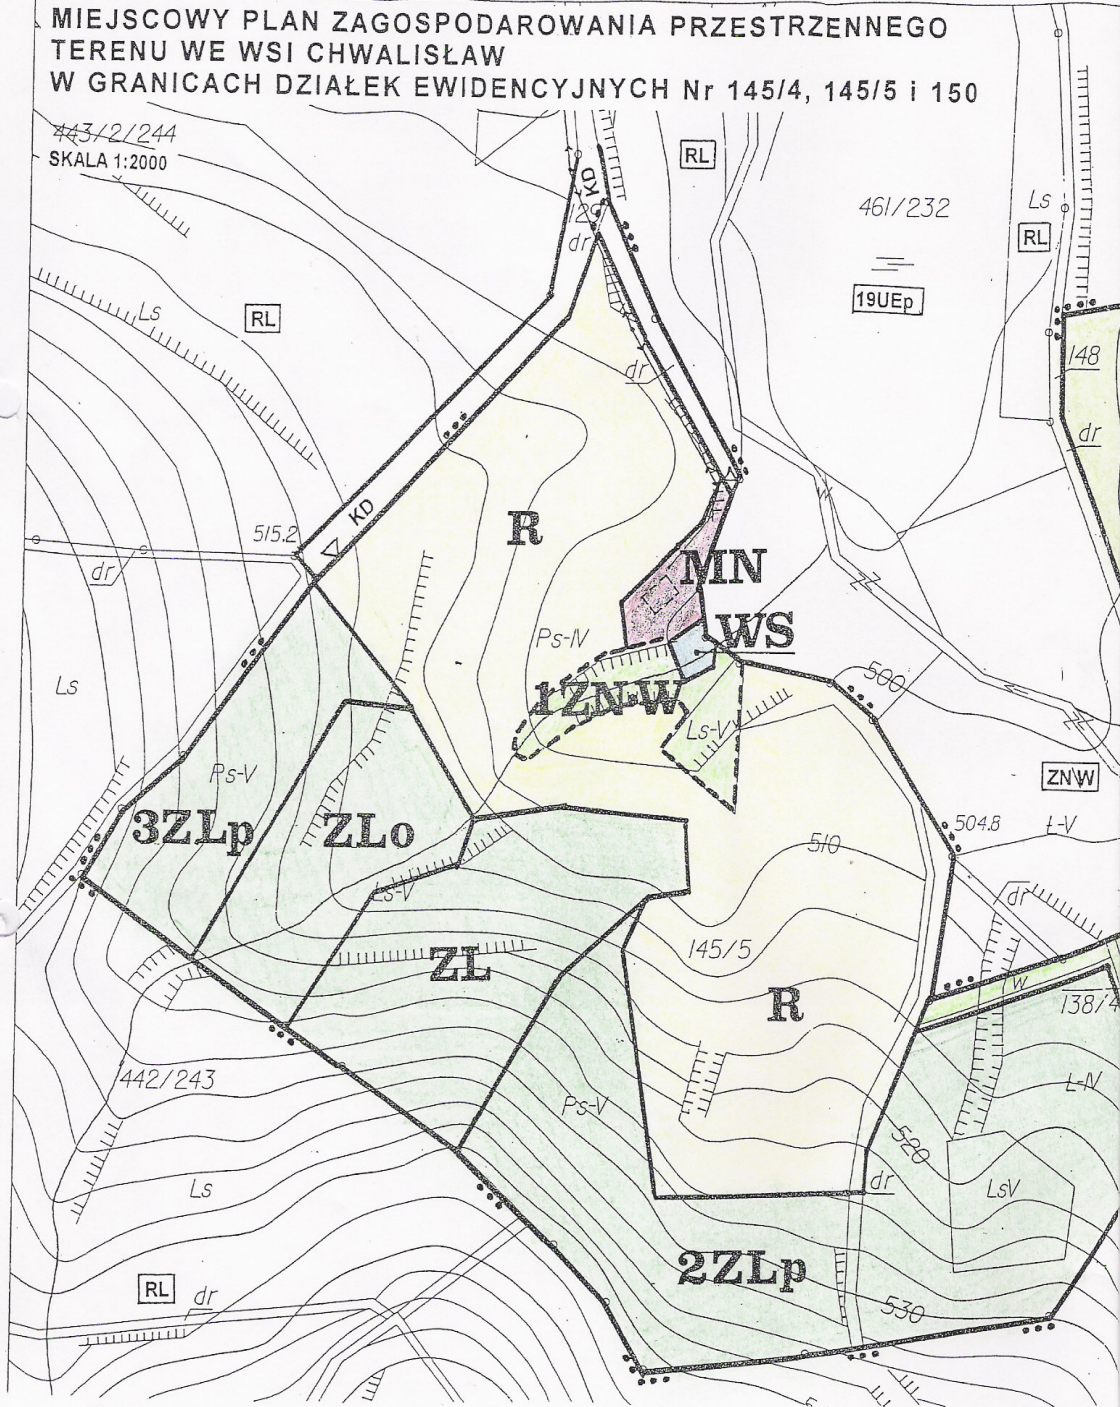 MIEJSCOWY PLAN ZAGOSPODAROWANIA PRZESTRZENNEGO
TERENU WE WSI CHWALISŁAW
W GRANICACH DZIAŁEK EWIDENCYJNYCH Nr 145/4, 145/5 i 150
443/2/244
SKALA 1:2000
RL
KD
129
dr
461/232
Ls
RL
19UEp
Ls
RL
dr
148
dr
KD
515.2
R
w
dr
MN
Ps-IV
WS
Ls
1ZNW
500
Ls-V
Ps-V
ZNW
3ZLp
ZLo
504.8
Ł-V
510
Ls-V
dr
145/5
ZL
R
w
138/4
442/243
Ps-V
Ł-IV
520
Ls
dr
LsV
2ZLp
RL
dr
530